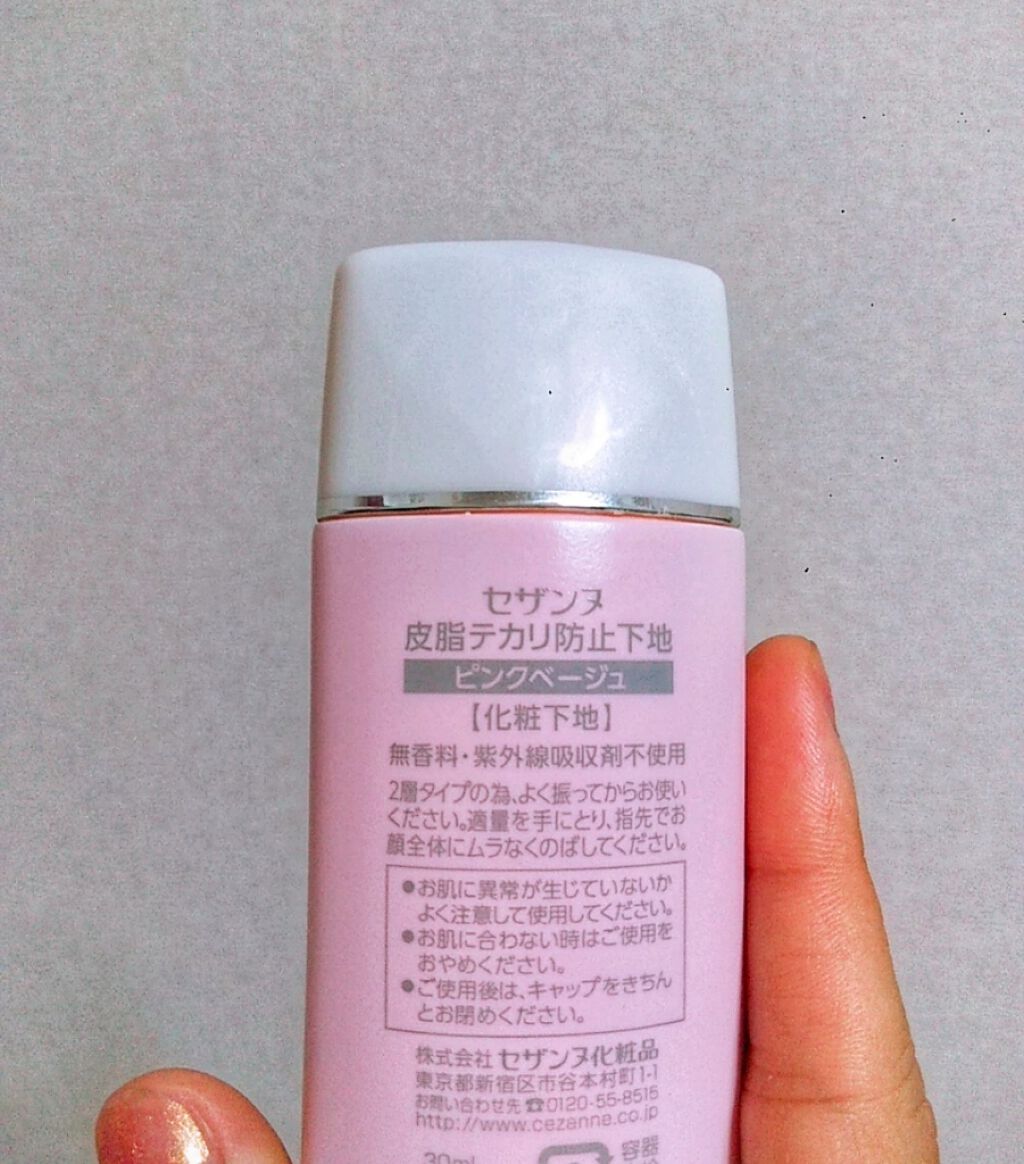 セザンヌ
皮脂テカリ防止下地
ピンクベージュ
【化粧下地】
無香料・紫外線吸収剤不使用
2層タイプの為、よく振ってからお使い
ください。適量を手にとり、指先でお
顔全体にムラなくのばしてください。
●お肌に異常が生じていないか
よく注意して使用してください。
●お肌に合わない時はご使用を
おやめください。
●ご使用後は、キャップをきちん
とお閉めください。
株式会社 セザンヌ化粧品
東京都新宿区市谷本村町1-1
お問い合わせ先 ☎0120-55-8515
http://www.cezanne.co.jp
30ml
容器